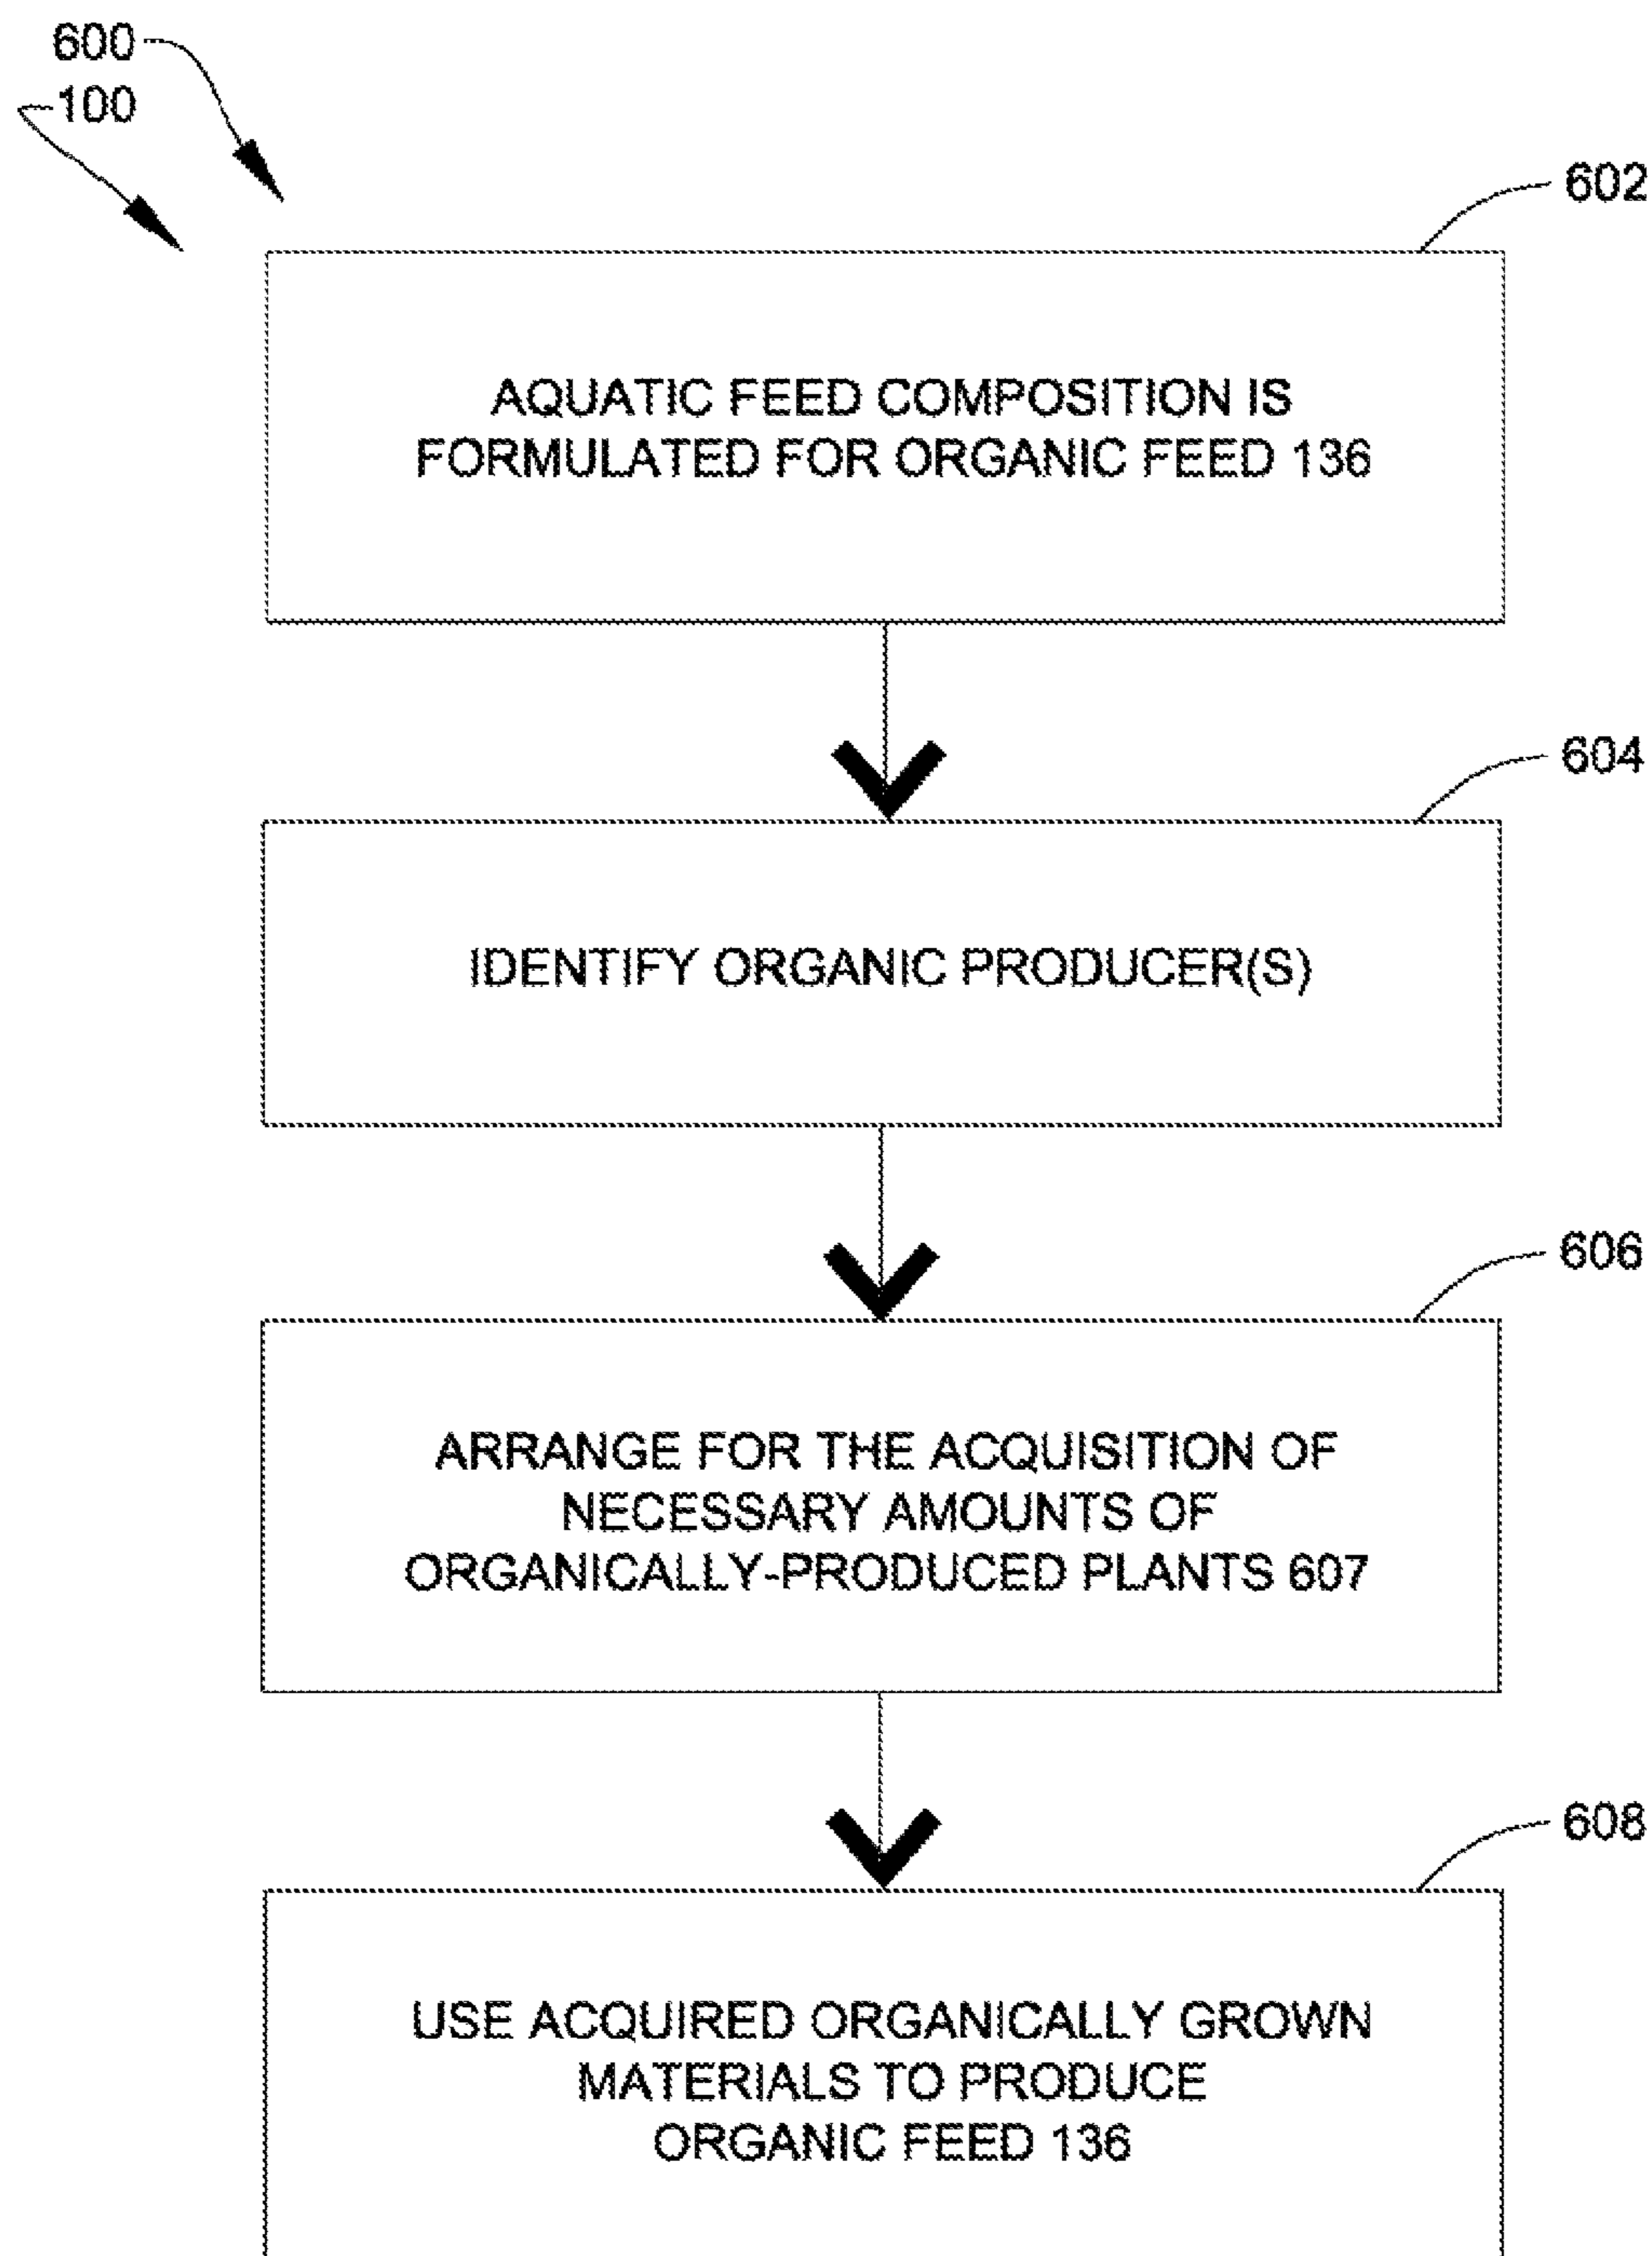 600
100
602
AQUATIC FEED COMPOSITION IS
FORMULATED FOR ORGANIC FEED 136
604
IDENTIFY ORGANIC PRODUCER(S)
606
ARRANGE FOR THE ACQUISITION OF
NECESSARY AMOUNTS OF
ORGANICALLY-PRODUCED PLANTS 607
608
USE ACQUIRED ORGANICALLY GROWN
MATERIALS TO PRODUCE
ORGANIC FEED 136